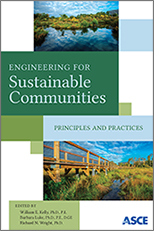 ENGINEERING FOR
Sustainable
Communities
PRINCIPLES AND PRACTICES
EDITED BY
William E. Kelly, Ph.D., P.E.
Barbara Luke, Ph.D., P.E., D.GE
Richard N. Wright, Ph.D.
ASCE